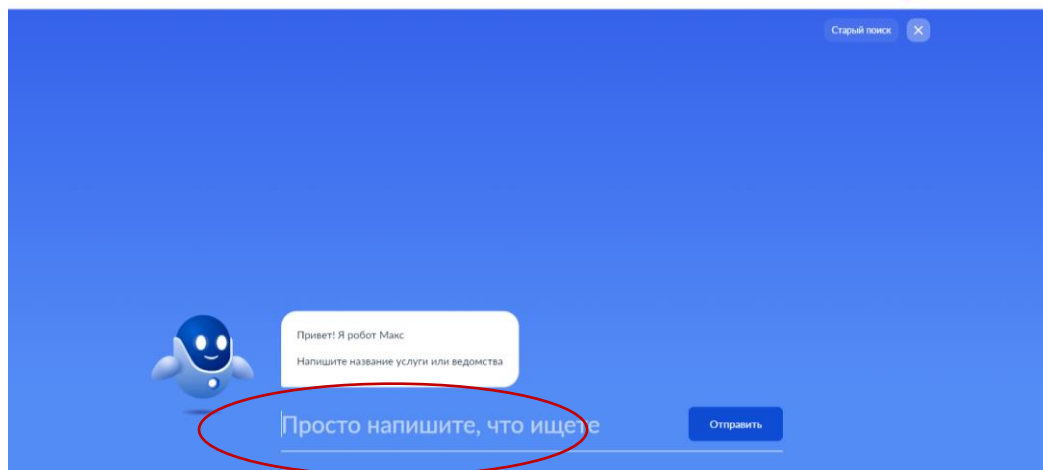 Старый поиск
Привет! Я робот Макс
Напишите название услуги или ведомства
Просто напишите, что ищете
Отправить